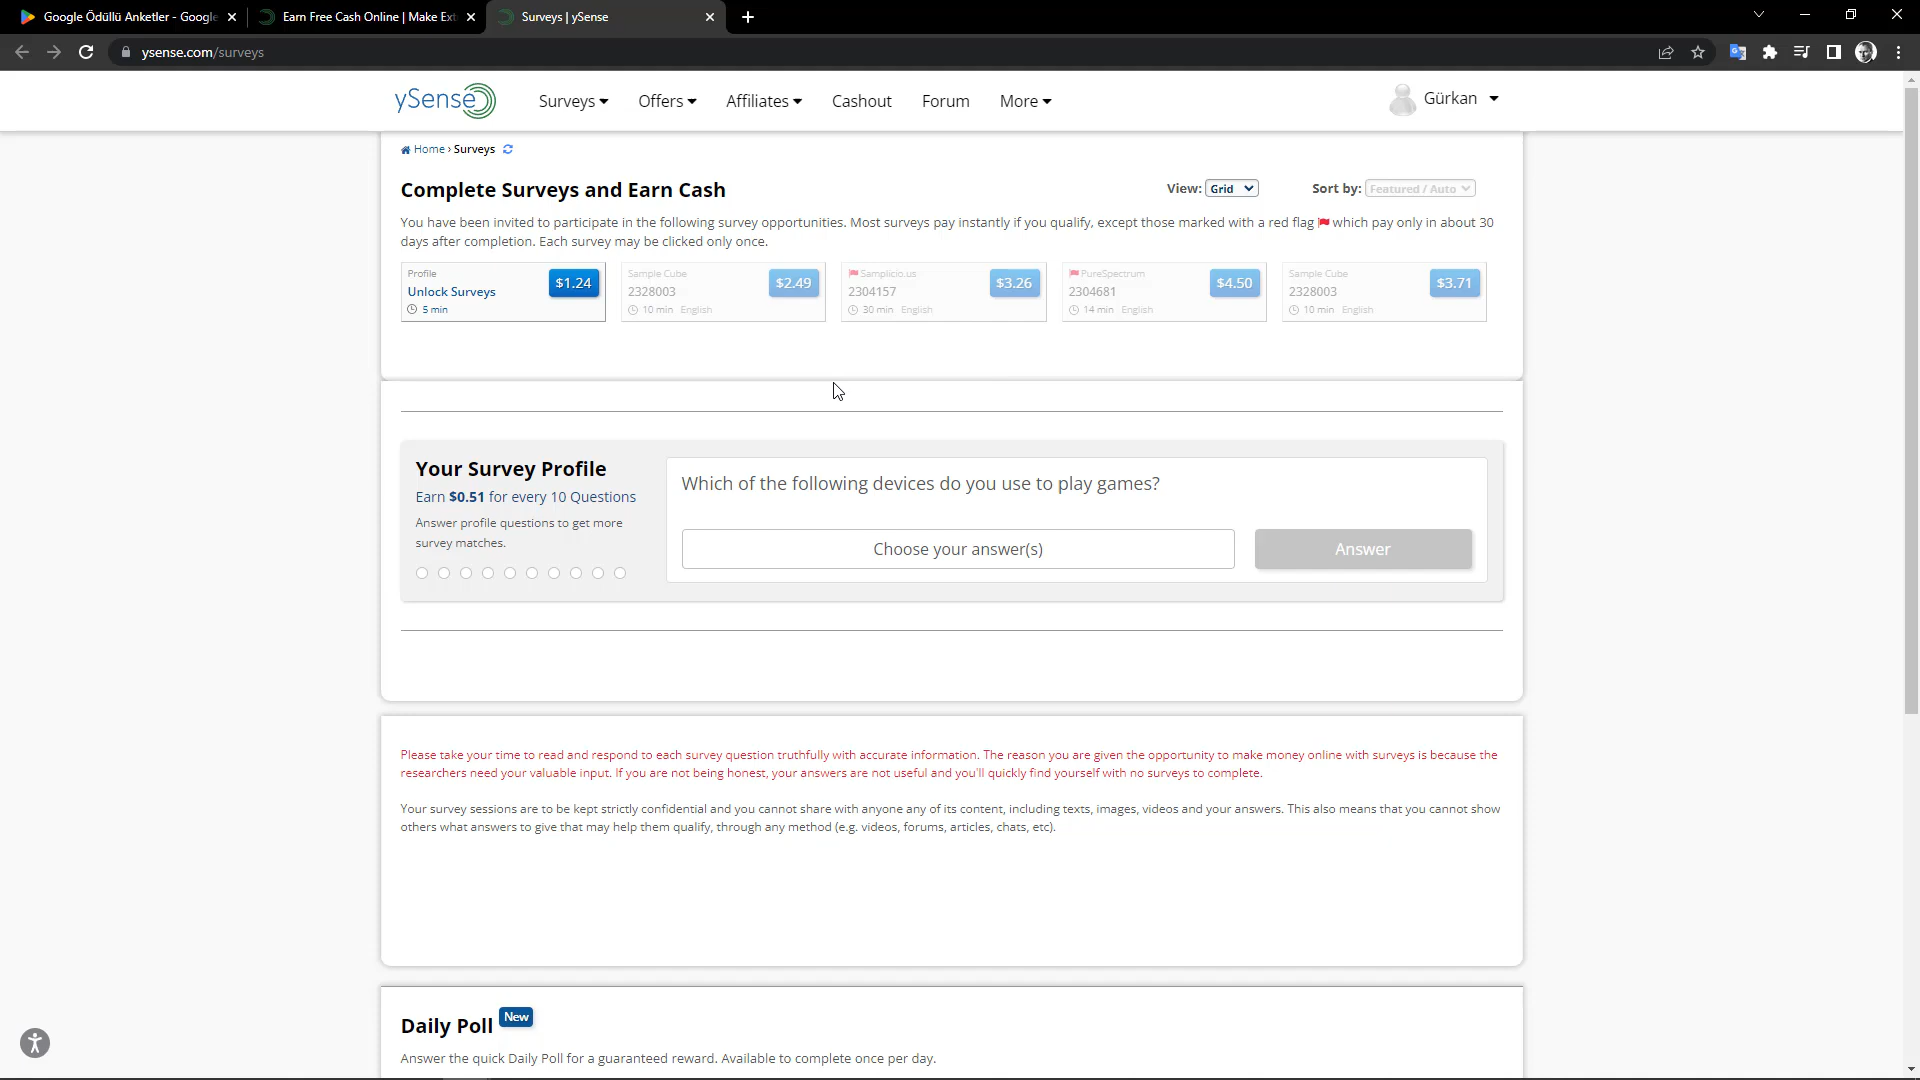 Google Ödüllü Anketler - Google
Earn Free Cash Online | Make Ext
Surveys | ySense
ysense.com/surveys
ySense
Surveys
Offers
Affiliates
Cashout
Forum
More
Gürkan
Home › Surveys
Complete Surveys and Earn Cash
View: Grid
Sort by: Featured / Auto
You have been invited to participate in the following survey opportunities. Most surveys pay instantly if you qualify, except those marked with a red flag which pay only in about 30
days after completion. Each survey may be clicked only once.
Profile
Unlock Surveys
5 min
$1.24
Sample Cube
2328003
10 min English
$2.49
Samplicio.us
2304157
30 min English
$3.26
PureSpectrum
2304681
14 min English
$4.50
Sample Cube
2328003
10 min English
$3.71
Your Survey Profile
Earn $0.51 for every 10 Questions
Answer profile questions to get more
survey matches.
Which of the following devices do you use to play games?
Choose your answer(s)
Answer
Please take your time to read and respond to each survey question truthfully with accurate information. The reason you are given the opportunity to make money online with surveys is because the
researchers need your valuable input. If you are not being honest, your answers are not useful and you'll quickly find yourself with no surveys to complete.
Your survey sessions are to be kept strictly confidential and you cannot share with anyone any of its content, including texts, images, videos and your answers. This also means that you cannot show
others what answers to give that may help them qualify, through any method (e.g. videos, forums, articles, chats, etc).
Daily Poll
New
Answer the quick Daily Poll for a guaranteed reward. Available to complete once per day.